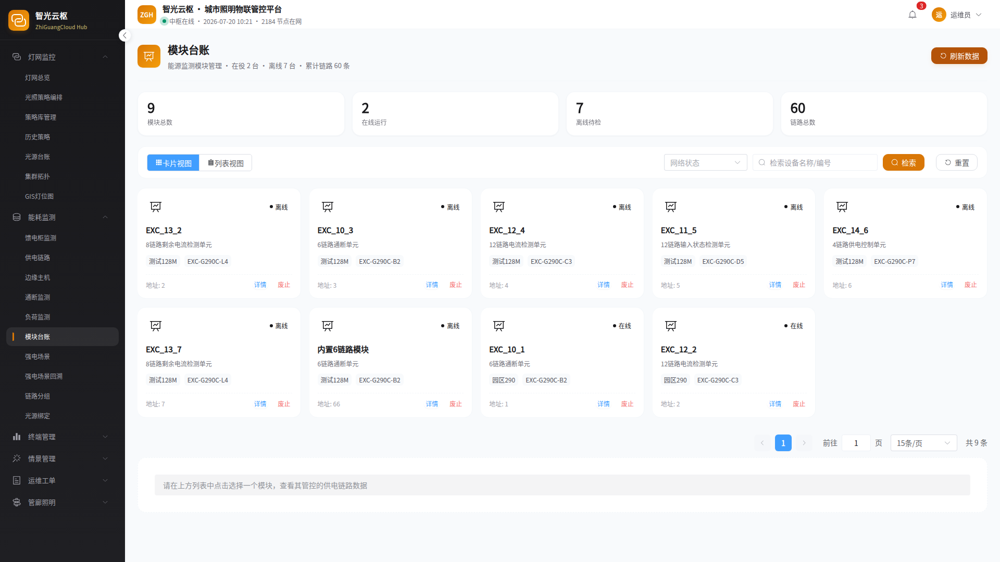 智光云枢
ZhiGuangCloud Hub
灯网监控
灯网总览
光照策略编排
策略库管理
历史策略
光源台账
集群拓扑
GIS灯位图
能耗监测
馈电柜监测
供电链路
边缘主机
通断监测
负荷监测
模块台账
强电场景
强电场景回溯
链路分组
光源绑定
终端管理
情景管理
运维工单
管廊照明
ZGH
智光云枢 • 城市照明物联管控平台
中枢在线 • 2026-07-20 10:21 • 2184 节点在网
3
运 运维员
模块台账
能源监测模块管理 • 在役 2 台 • 离线 7 台 • 累计链路 60 条
刷新数据
9
模块总数
2
在线运行
7
离线待检
60
链路总数
卡片视图 列表视图
网络状态 检索设备名称/编号 检索 重置
离线
EXC_13_2
8链路剩余电流检测单元
测试128M EXC-G290C-L4
地址: 2 详情 废止
离线
EXC_10_3
6链路通断单元
测试128M EXC-G290C-B2
地址: 3 详情 废止
离线
EXC_12_4
12链路电流检测单元
测试128M EXC-G290C-C3
地址: 4 详情 废止
离线
EXC_11_5
12链路输入状态检测单元
测试128M EXC-G290C-D5
地址: 5 详情 废止
离线
EXC_14_6
4链路供电控制单元
测试128M EXC-G290C-P7
地址: 6 详情 废止
离线
EXC_13_7
8链路剩余电流检测单元
测试128M EXC-G290C-L4
地址: 7 详情 废止
离线
内置6链路模块
6链路通断单元
测试128M EXC-G290C-B2
地址: 66 详情 废止
在线
EXC_10_1
6链路通断单元
园区290 EXC-G290C-B2
地址: 1 详情 废止
在线
EXC_12_2
12链路电流检测单元
园区290 EXC-G290C-C3
地址: 2 详情 废止
1 前往 1 页 15条/页 共 9 条
请在上方列表中点击选择一个模块，查看其管控的供电链路数据